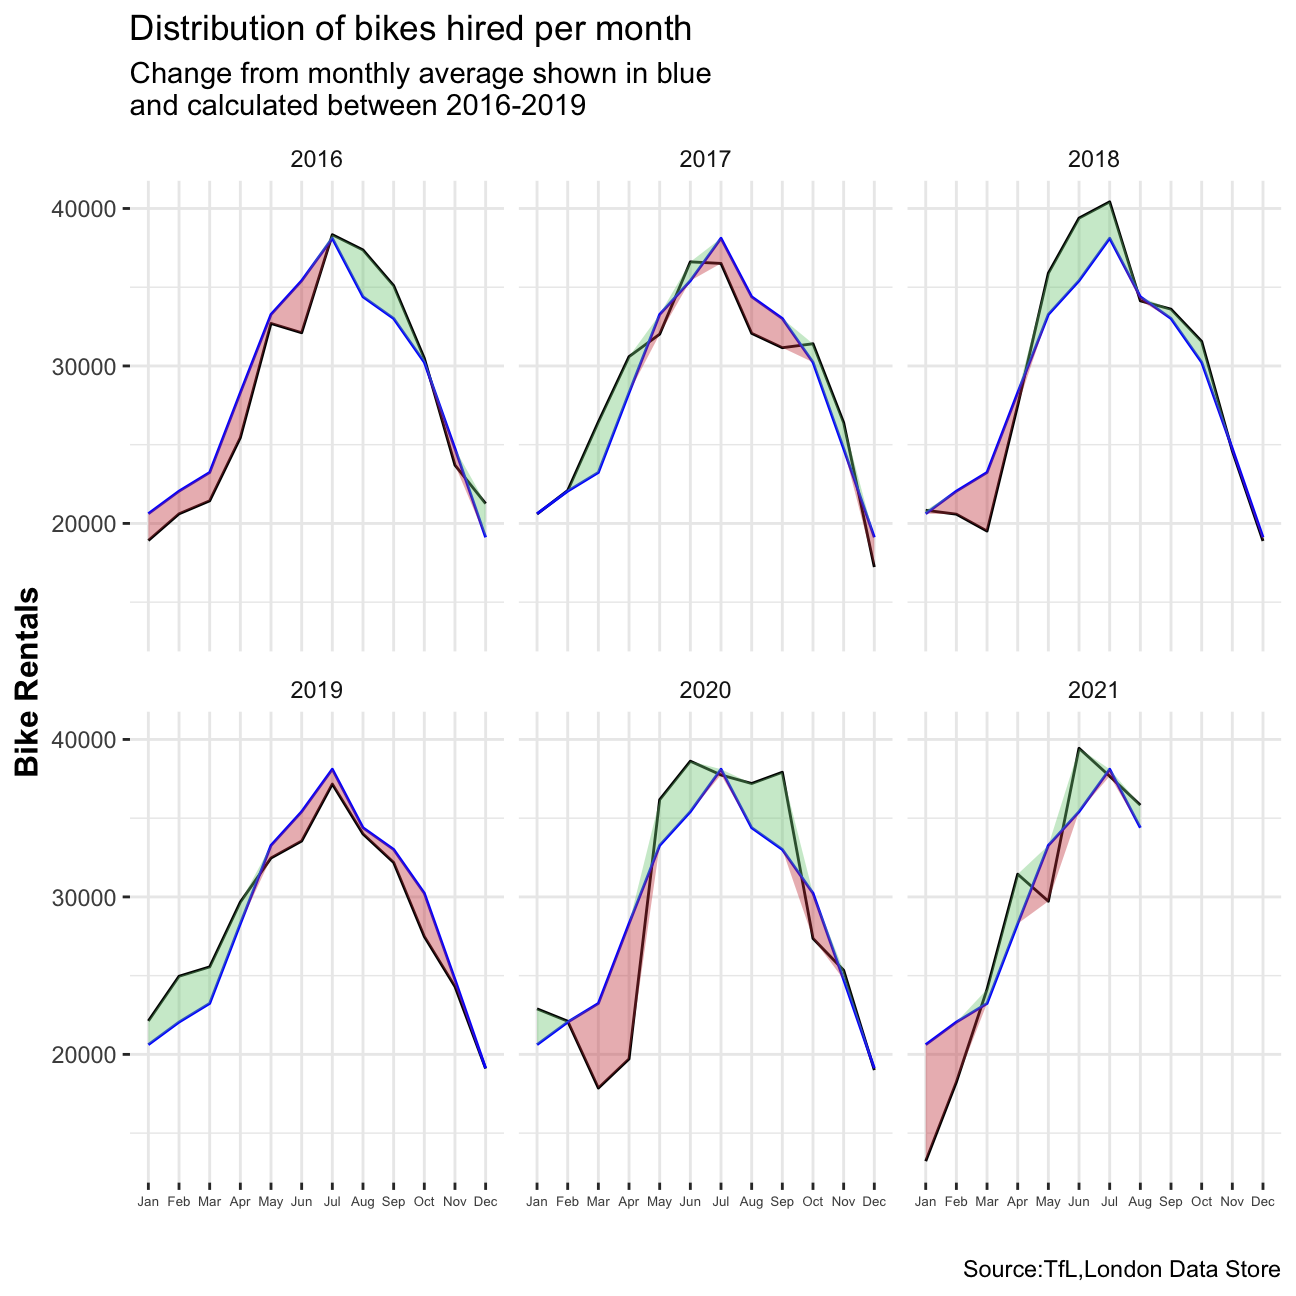 Distribution of bikes hired per month
Change from monthly average shown in blue
and calculated between 2016-2019
2016 2017 2018
40000
30000
20000
Bike Rentals
2019 2020 2021
40000
30000
20000
Jan Feb Mar Apr May Jun Jul Aug Sep Oct Nov Dec Jan Feb Mar Apr May Jun Jul Aug Sep Oct Nov Dec Jan Feb Mar Apr May Jun Jul Aug Sep Oct Nov Dec
Source:TfL,London Data Store